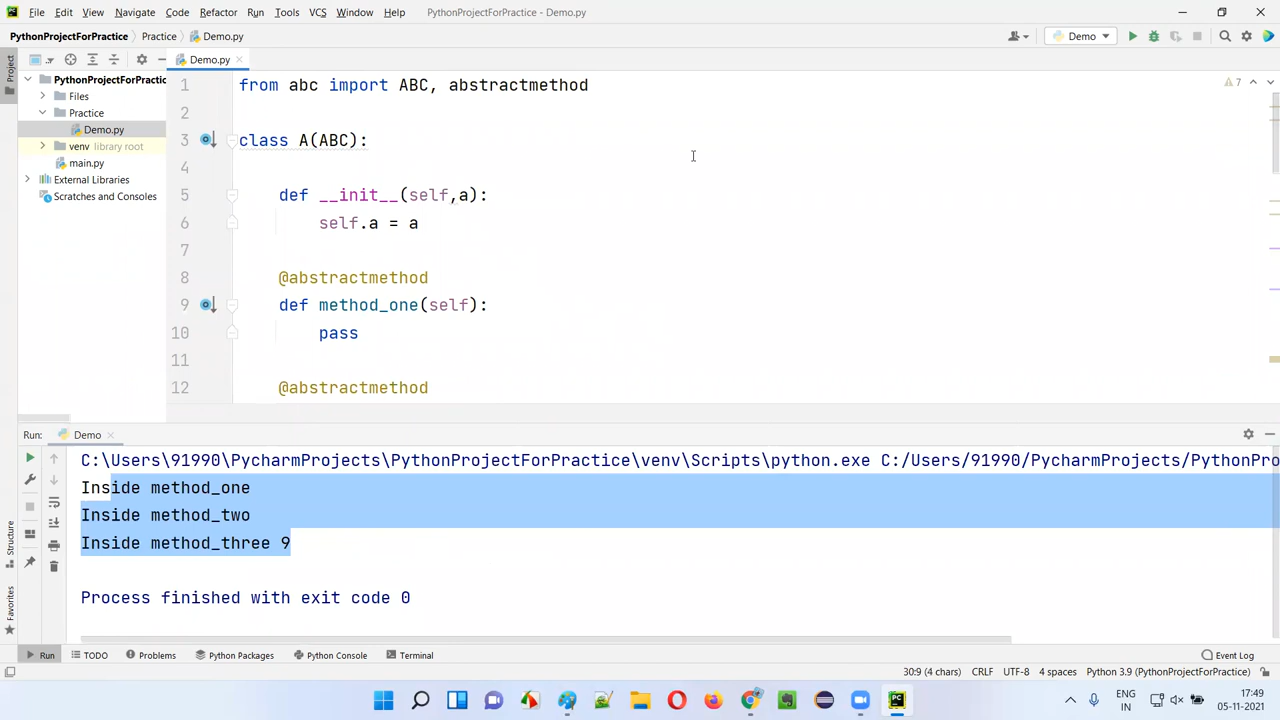 File Edit View Navigate Code Refactor Run Tools VCS Window Help PythonProjectForPractice - Demo.py
PythonProjectForPractice Practice Demo.py Demo
Project
Demo.py
PythonProjectForPractic
Files
Practice
Demo.py
venv library root
main.py
External Libraries
Scratches and Consoles
7
1 from abc import ABC, abstractmethod
2
3 class A(ABC):
4
5 def __init__(self,a):
6 self.a = a
7
8 @abstractmethod
9 def method_one(self):
10 pass
11
12 @abstractmethod
Run: Demo
C:\Users\91990\PycharmProjects\PythonProjectForPractice\venv\Scripts\python.exe C:/Users/91990/PycharmProjects/PythonPro
Inside method_one
Inside method_two
Inside method_three 9
Process finished with exit code 0
Structure
Favorites
Run TODO Problems Python Packages Python Console Terminal Event Log
30:9 (4 chars) CRLF UTF-8 4 spaces Python 3.9 (PythonProjectForPractice)
ENG
IN
17:49
05-11-2021